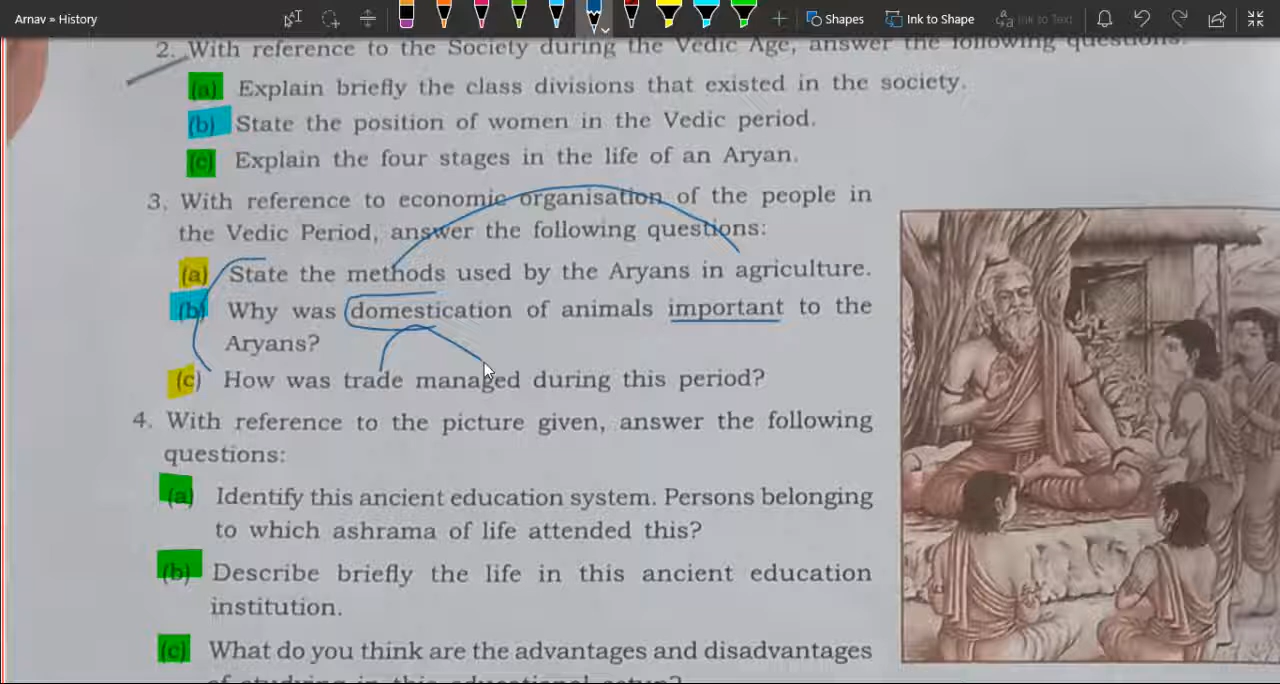 Arnav » History
Shapes
Ink to Shape
Ink to Text
2. With reference to the Society during the Vedic Age, answer the following questions:
(a) Explain briefly the class divisions that existed in the society.
(b) State the position of women in the Vedic period.
(c) Explain the four stages in the life of an Aryan.
3. With reference to economic organisation of the people in
the Vedic Period, answer the following questions:
(a) State the methods used by the Aryans in agriculture.
(b) Why was domestication of animals important to the
Aryans?
(c) How was trade managed during this period?
4. With reference to the picture given, answer the following
questions:
(a) Identify this ancient education system. Persons belonging
to which ashrama of life attended this?
(b) Describe briefly the life in this ancient education
institution.
(c) What do you think are the advantages and disadvantages
of studying in this educational setup?